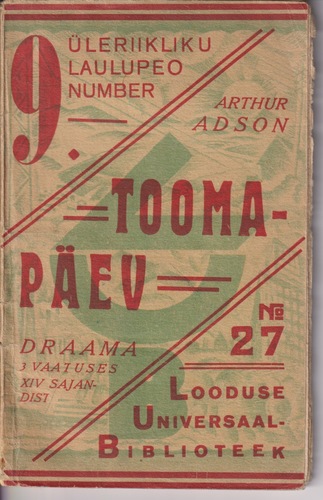 9.
ÜLERIIKLIKU
LAULUPEO
NUMBER
ARTHUR
ADSON
TOOMA-
PÄEV
DRAAMA
3 VAATUSES
XIV SAJAN-
DIST
№
27
LOODUSE
UNIVERSAAL-
BIBLIOTEEK